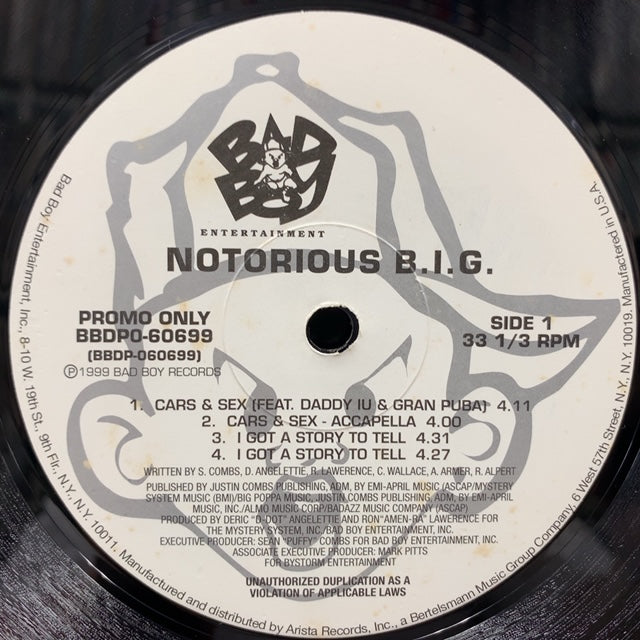 BAD
BOY
ENTERTAINMENT
NOTORIOUS B.I.G.
PROMO ONLY
BBDPO-60699
(BBDP-060699)
Ⓟ1999 BAD BOY RECORDS
SIDE 1
33 1/3 RPM
1. CARS & SEX (FEAT. DADDY IU & GRAN PUBA) 4.11
2. CARS & SEX - ACCAPELLA 4.00
3. I GOT A STORY TO TELL 4.31
4. I GOT A STORY TO TELL 4.27
WRITTEN BY S. COMBS, D. ANGELETTIE, R. LAWERENCE, C. WALLACE, A. ARMER, R. ALPERT
PUBLISHED BY JUSTIN COMBS PUBLISHING, ADM, BY EMI-APRIL MUSIC (ASCAP/MYSTERY
SYSTEM MUSIC (BMI)/BIG POPPA MUSIC, JUSTIN COMBS PUBLISHING, ADM, BY EMI-APRIL
MUSIC, INC./ALMO MUSIC CORP/BADAZZ MUSIC COMPANY (ASCAP)
PRODUCED BY DERIC "D-DOT" ANGELETTIE AND RON "AMEN-RA" LAWERENCE FOR
THE MYSTERY SYSTEM, INC./BAD BOY ENTERTAINMENT, INC.
EXECUTIVE PRODUCER: SEAN "PUFFY" COMBS FOR BAD BOY ENTERTAINMENT, INC.
ASSOCIATE EXECUTIVE PRODUCER: MARK PITTS
FOR BYSTORM ENTERTAINMENT
UNAUTHORIZED DUPLICATION AS A
VIOLATION OF APPLICABLE LAWS
Bad Boy Entertainment, Inc., 8-10 W. 19th St., 9th Flr., N.Y., N.Y. 10011. Manufactured and distributed by Arista Records, Inc., a Bertelsmann Music Group Company, 6 West 57th Street, N.Y., N.Y. 10019. Manufactured in U.S.A.